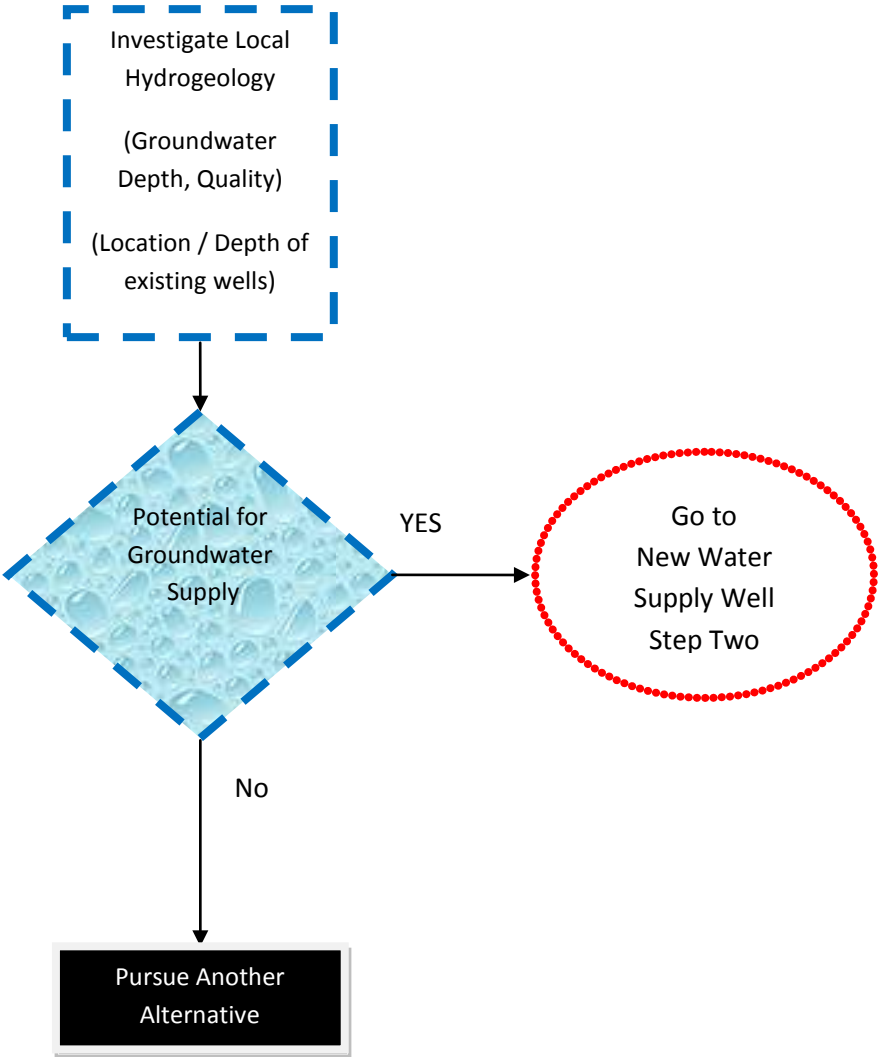 Investigate Local
Hydrogeology
(Groundwater
Depth, Quality)
(Location / Depth of
existing wells)
Potential for
Groundwater
Supply
YES
Go to
New Water
Supply Well
Step Two
No
Pursue Another
Alternative